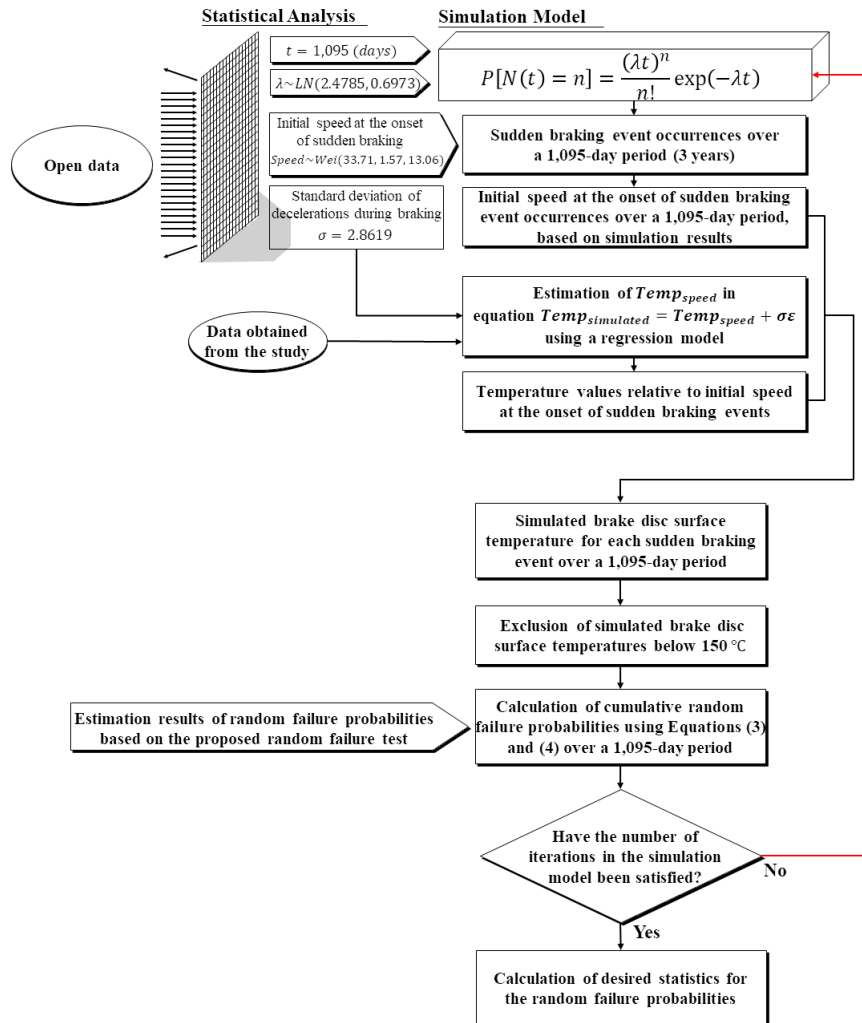 Statistical Analysis
Simulation Model
t = 1,095 (days)
λ~LN(2.4785,0.6973)
P[N(t) = n] = (λt)^n / n! exp(−λt)
Open data
Initial speed at the onset
of sudden braking
Speed~Wei(33.71,1.57,13.06)
Sudden braking event occurrences over
a 1,095-day period (3 years)
Standard deviation of
decelerations during braking
σ = 2.8619
Initial speed at the onset of sudden braking
event occurrences over a 1,095-day period,
based on simulation results
Data obtained
from the study
Estimation of Temp_speed in
equation Temp_simulated = Temp_speed + σε
using a regression model
Temperature values relative to initial speed
at the onset of sudden braking events
Simulated brake disc surface
temperature for each sudden braking
event over a 1,095-day period
Exclusion of simulated brake disc
surface temperatures below 150 ℃
Estimation results of random failure probabilities
based on the proposed random failure test
Calculation of cumulative random
failure probabilities using Equations (3)
and (4) over a 1,095-day period
Have the number of
iterations in the simulation
model been satisfied?
No
Yes
Calculation of desired statistics for
the random failure probabilities